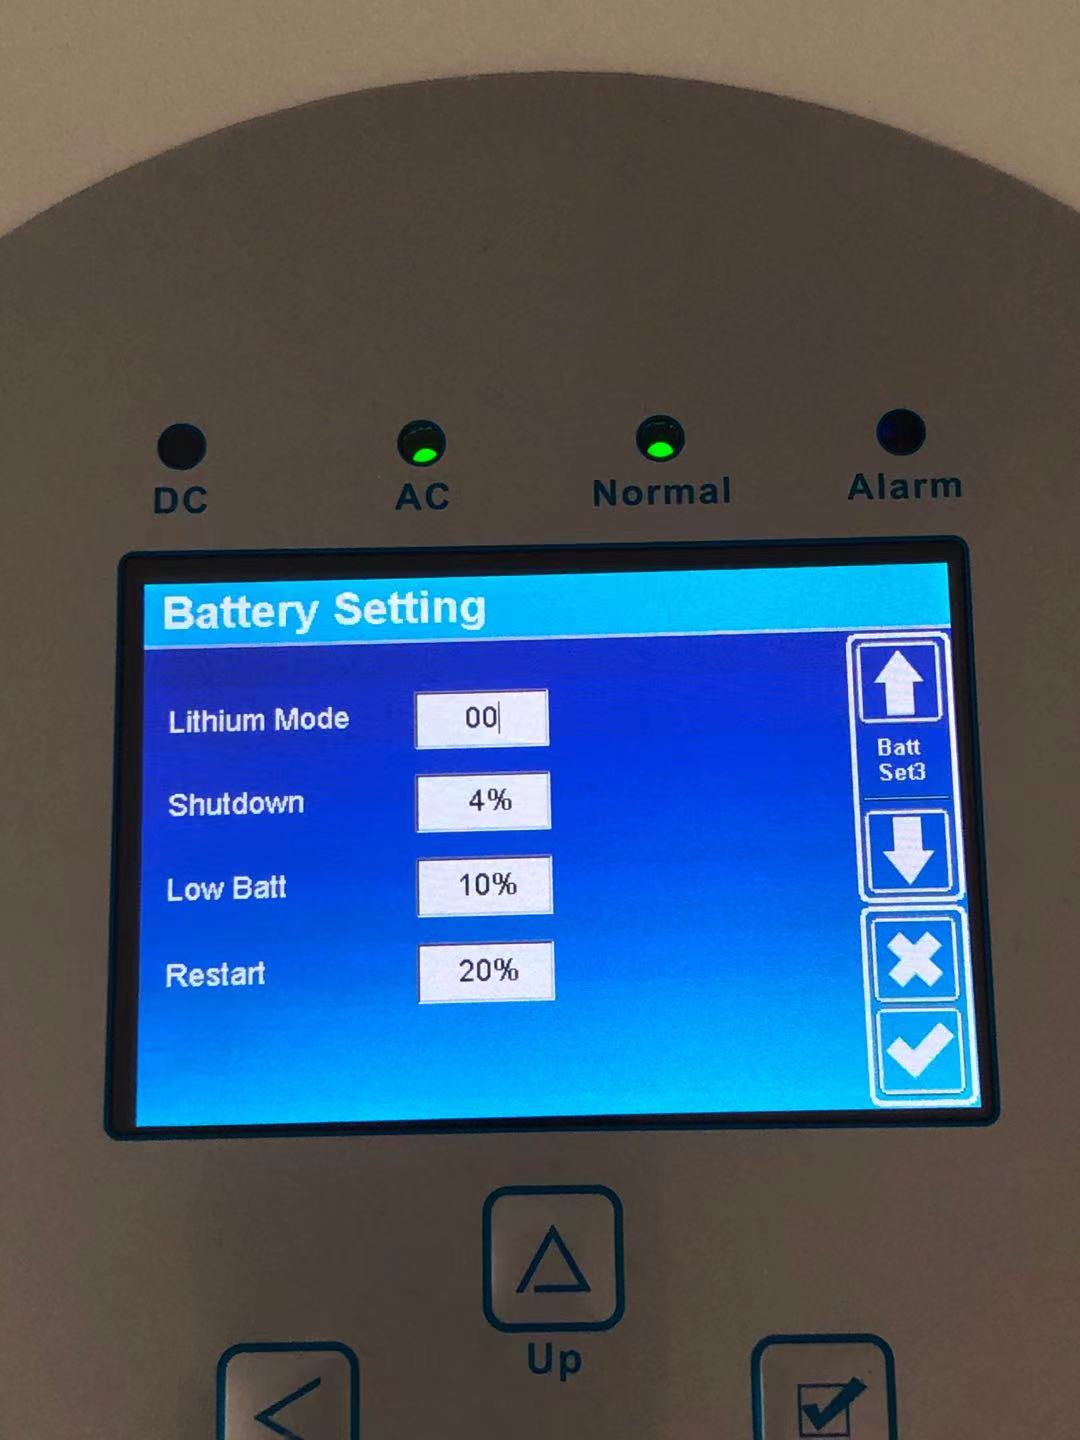 DC
AC
Normal
Alarm
Battery Setting
Lithium Mode 00
Batt
Set3
Shutdown 4%
Low Batt 10%
Restart 20%
Up